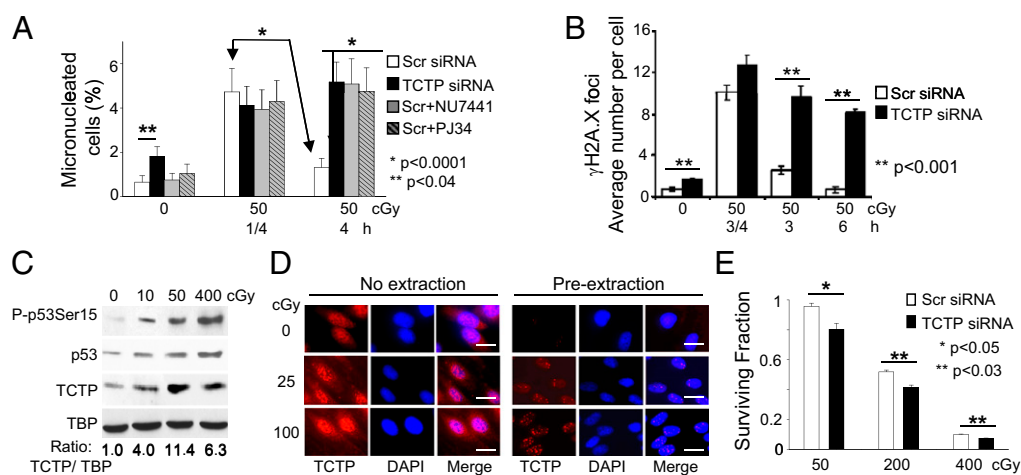 A
Micronucleated
cells (%)
6
4
2
0
*
*
**
Scr siRNA
TCTP siRNA
Scr+NU7441
Scr+PJ34
* p<0.0001
** p<0.04
0 50 50 cGy
1/4 4 h
B
γH2A.X foci
Average number per cell
16
12
8
4
0
**
**
**
**
Scr siRNA
TCTP siRNA
** p<0.001
0 50 50 50 cGy
3/4 3 6 h
C
0 10 50 400 cGy
P-p53Ser15
p53
TCTP
TBP
Ratio: 1.0 4.0 11.4 6.3
TCTP/ TBP
D
No extraction Pre-extraction
cGy
0
25
100
TCTP DAPI Merge TCTP DAPI Merge
E
Surviving Fraction
1
0.6
0.2
0
*
**
**
Scr siRNA
TCTP siRNA
* p<0.05
** p<0.03
50 200 400 cGy